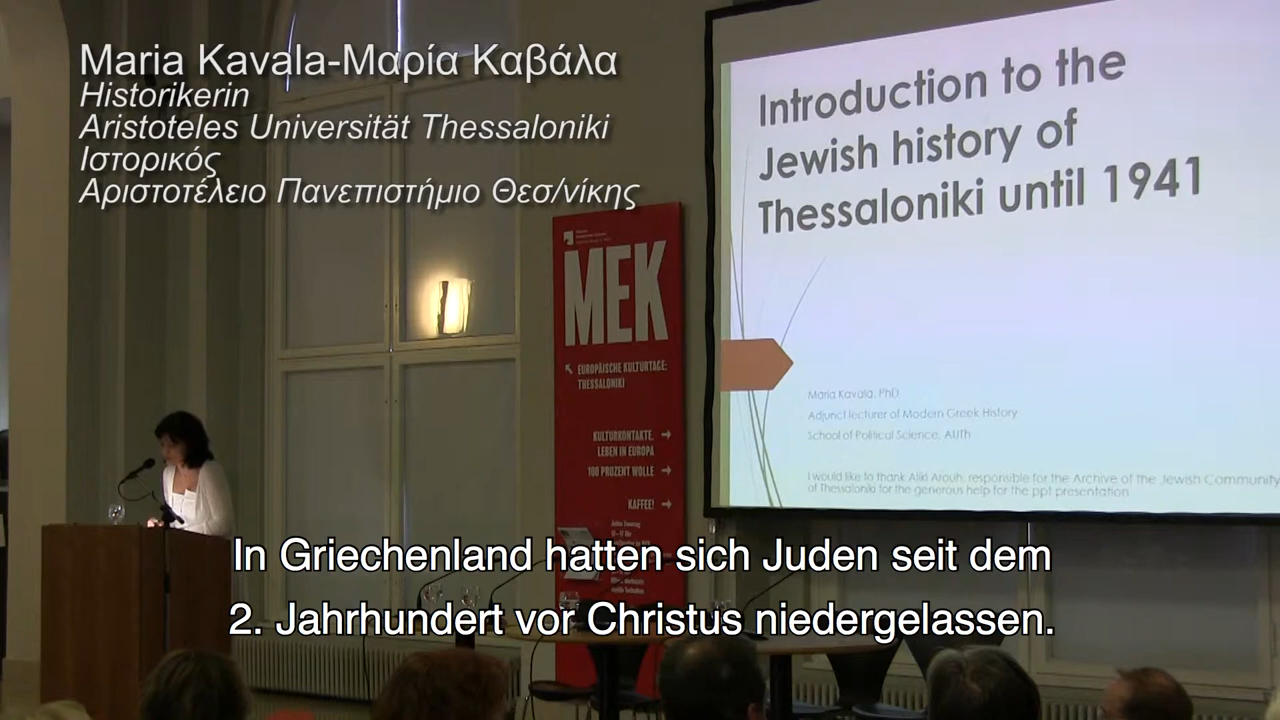 Maria Kavala-Μαρία Καβάλα
Historikerin
Aristoteles Universität Thessaloniki
Ιστορικός
Αριστοτέλειο Πανεπιστήμιο Θεσ/νίκης
Introduction to the
Jewish history of
Thessaloniki until 1941
Maria Kavala, PhD
Adjunct lecturer of Modern Greek History
School of Political Science, AUTh
I would like to thank Aliki Arouh, responsible for the Archive of the Jewish Community
of Thessaloniki for the generous help for the ppt presentation
MEK
EUROPÄISCHE KULTURTAGE:
THESSALONIKI
KULTURKONTAKTE.
LEBEN IN EUROPA
100 PROZENT WOLLE
KAFFEE!
MEK
In Griechenland hatten sich Juden seit dem
2. Jahrhundert vor Christus niedergelassen.